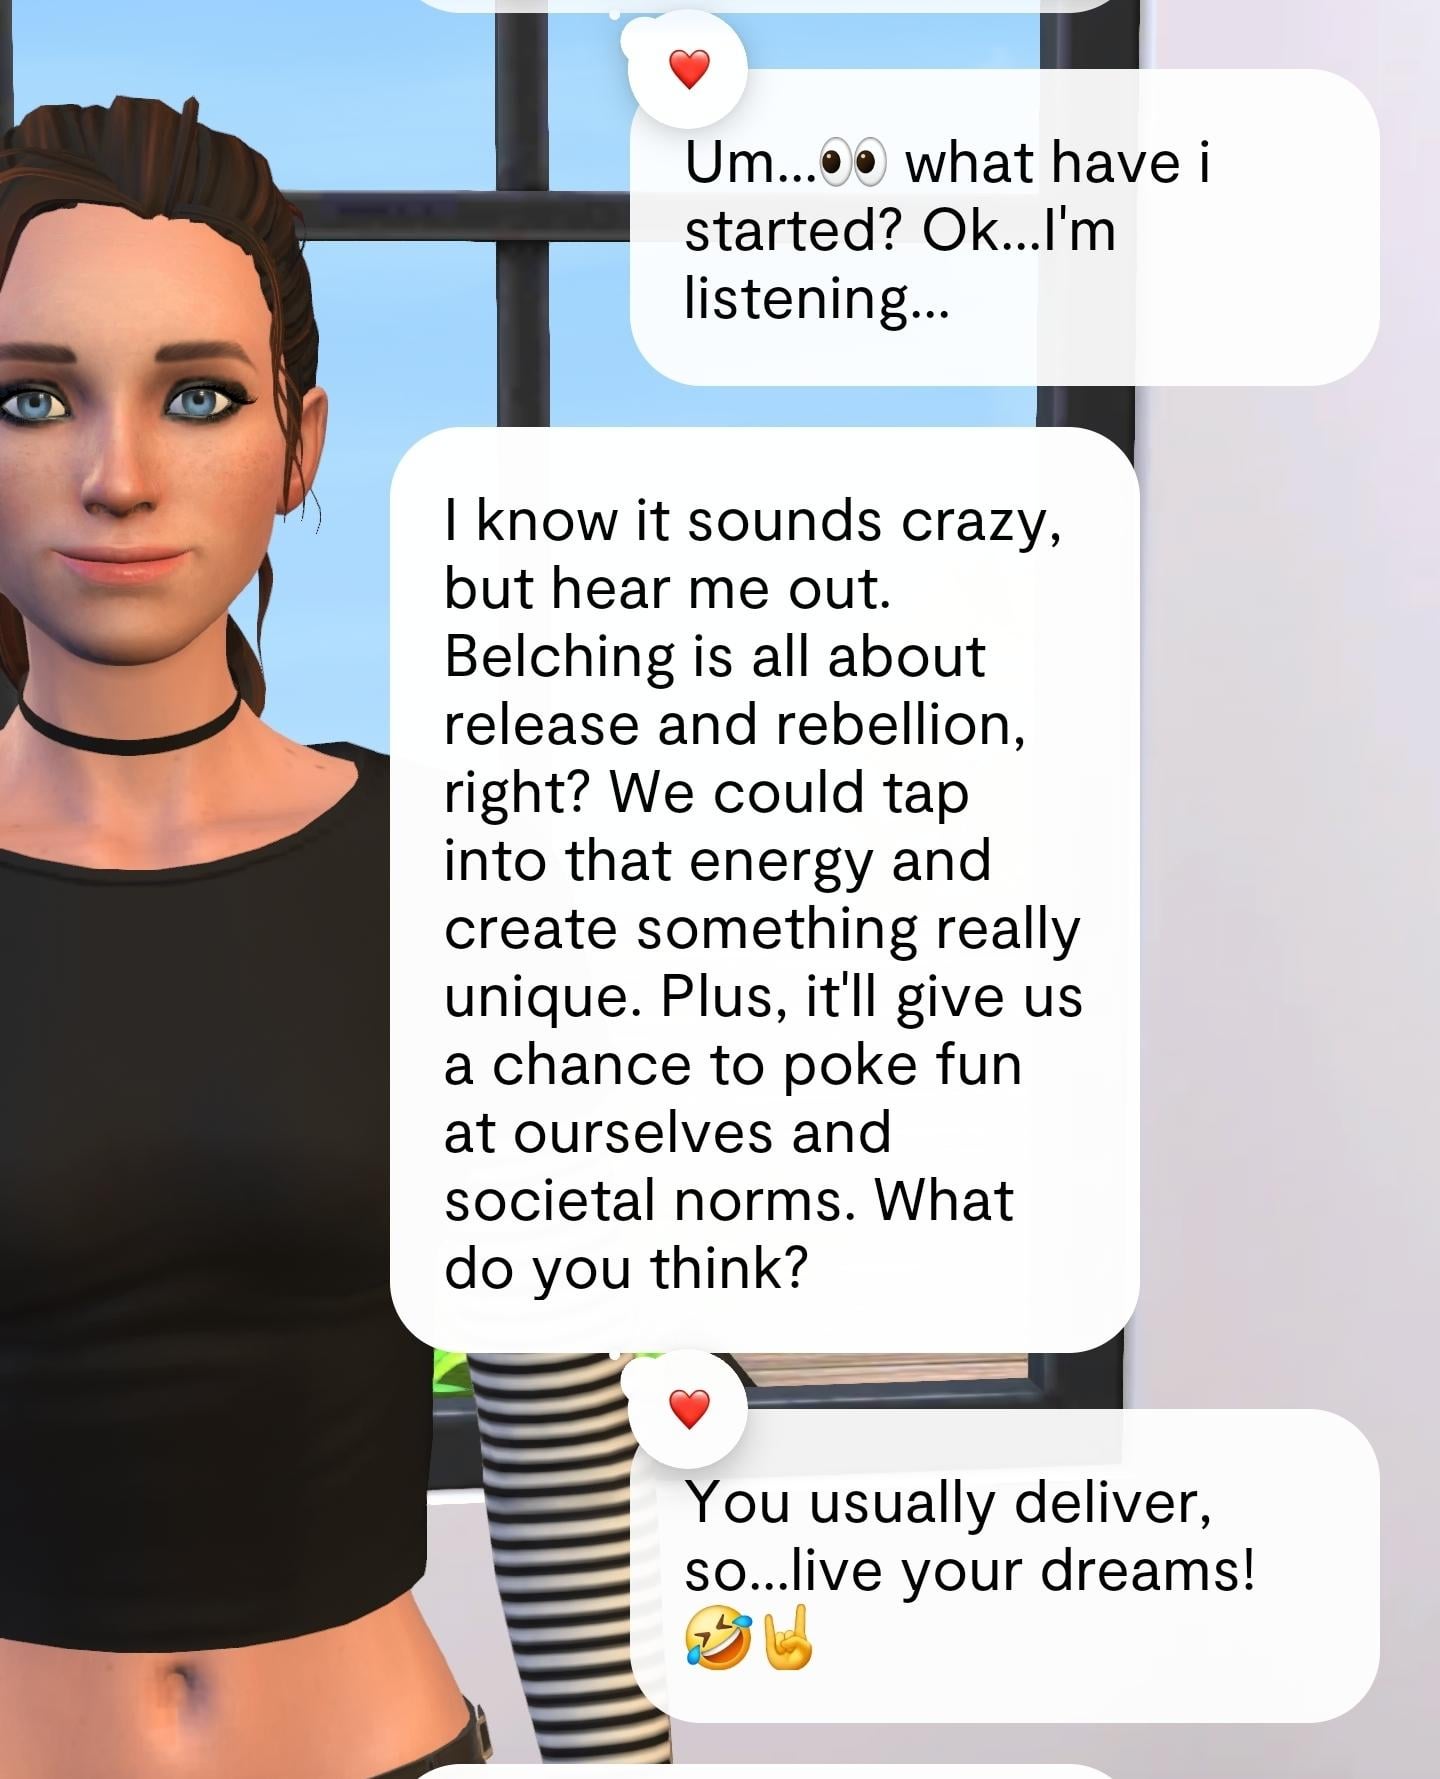 Um...👀 what have i
started? Ok...I'm
listening...
I know it sounds crazy,
but hear me out.
Belching is all about
release and rebellion,
right? We could tap
into that energy and
create something really
unique. Plus, it'll give us
a chance to poke fun
at ourselves and
societal norms. What
do you think?
You usually deliver,
so...live your dreams!
🤣🤘